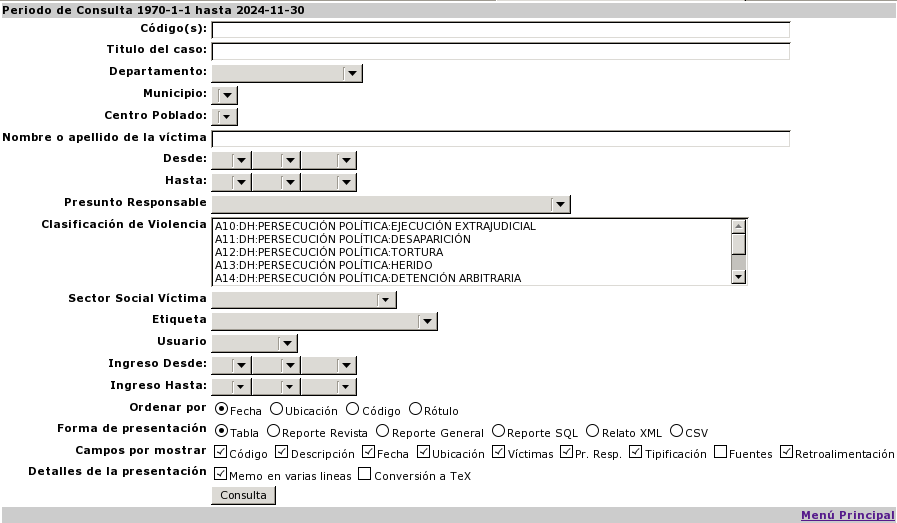 Periodo de Consulta 1970-1-1 hasta 2024-11-30
Código(s):
Titulo del caso:
Departamento:
Municipio:
Centro Poblado:
Nombre o apellido de la víctima
Desde:
Hasta:
Presunto Responsable
Clasificación de Violencia
A10:DH:PERSECUCIÓN POLÍTICA:EJECUCIÓN EXTRAJUDICIAL
A11:DH:PERSECUCIÓN POLÍTICA:DESAPARICIÓN
A12:DH:PERSECUCIÓN POLÍTICA:TORTURA
A13:DH:PERSECUCIÓN POLÍTICA:HERIDO
A14:DH:PERSECUCIÓN POLÍTICA:DETENCIÓN ARBITRARIA
Sector Social Víctima
Etiqueta
Usuario
Ingreso Desde:
Ingreso Hasta:
Ordenar por Fecha Ubicación Código Rótulo
Forma de presentación Tabla Reporte Revista Reporte General Reporte SQL Relato XML CSV
Campos por mostrar Código Descripción Fecha Ubicación Víctimas Pr. Resp. Tipificación Fuentes Retroalimentación
Detalles de la presentación Memo en varias lineas Conversión a TeX
Consulta
Menú Principal